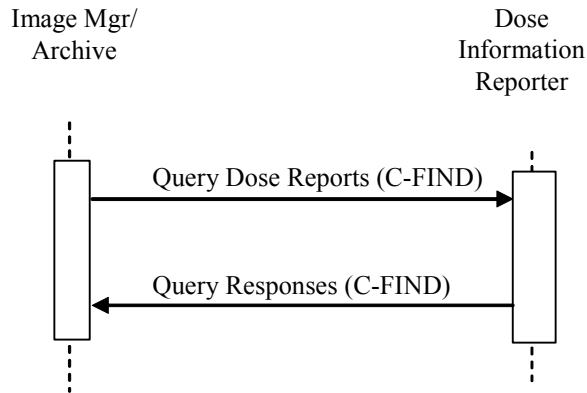 Image Mgr/
Archive
Dose
Information
Reporter
Query Dose Reports (C-FIND)
Query Responses (C-FIND)